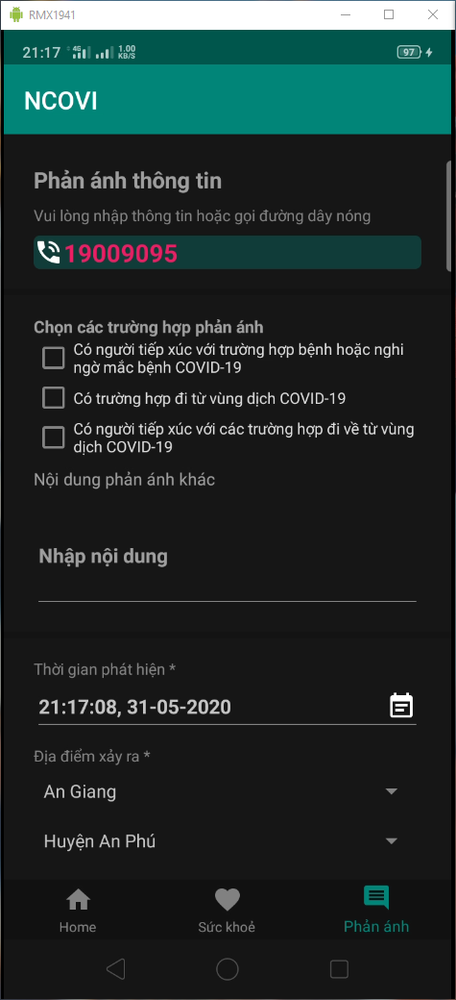 RMX1941
21:17 4G 1.00 KB/S 97
NCOVI
Phản ánh thông tin
Vui lòng nhập thông tin hoặc gọi đường dây nóng
19009095
Chọn các trường hợp phản ánh
Có người tiếp xúc với trường hợp bệnh hoặc nghi
ngờ mắc bệnh COVID-19
Có trường hợp đi từ vùng dịch COVID-19
Có người tiếp xúc với các trường hợp đi về từ vùng
dịch COVID-19
Nội dung phản ánh khác
Nhập nội dung
Thời gian phát hiện *
21:17:08, 31-05-2020
Địa điểm xảy ra *
An Giang
Huyện An Phú
Home Sức khoẻ Phản ánh